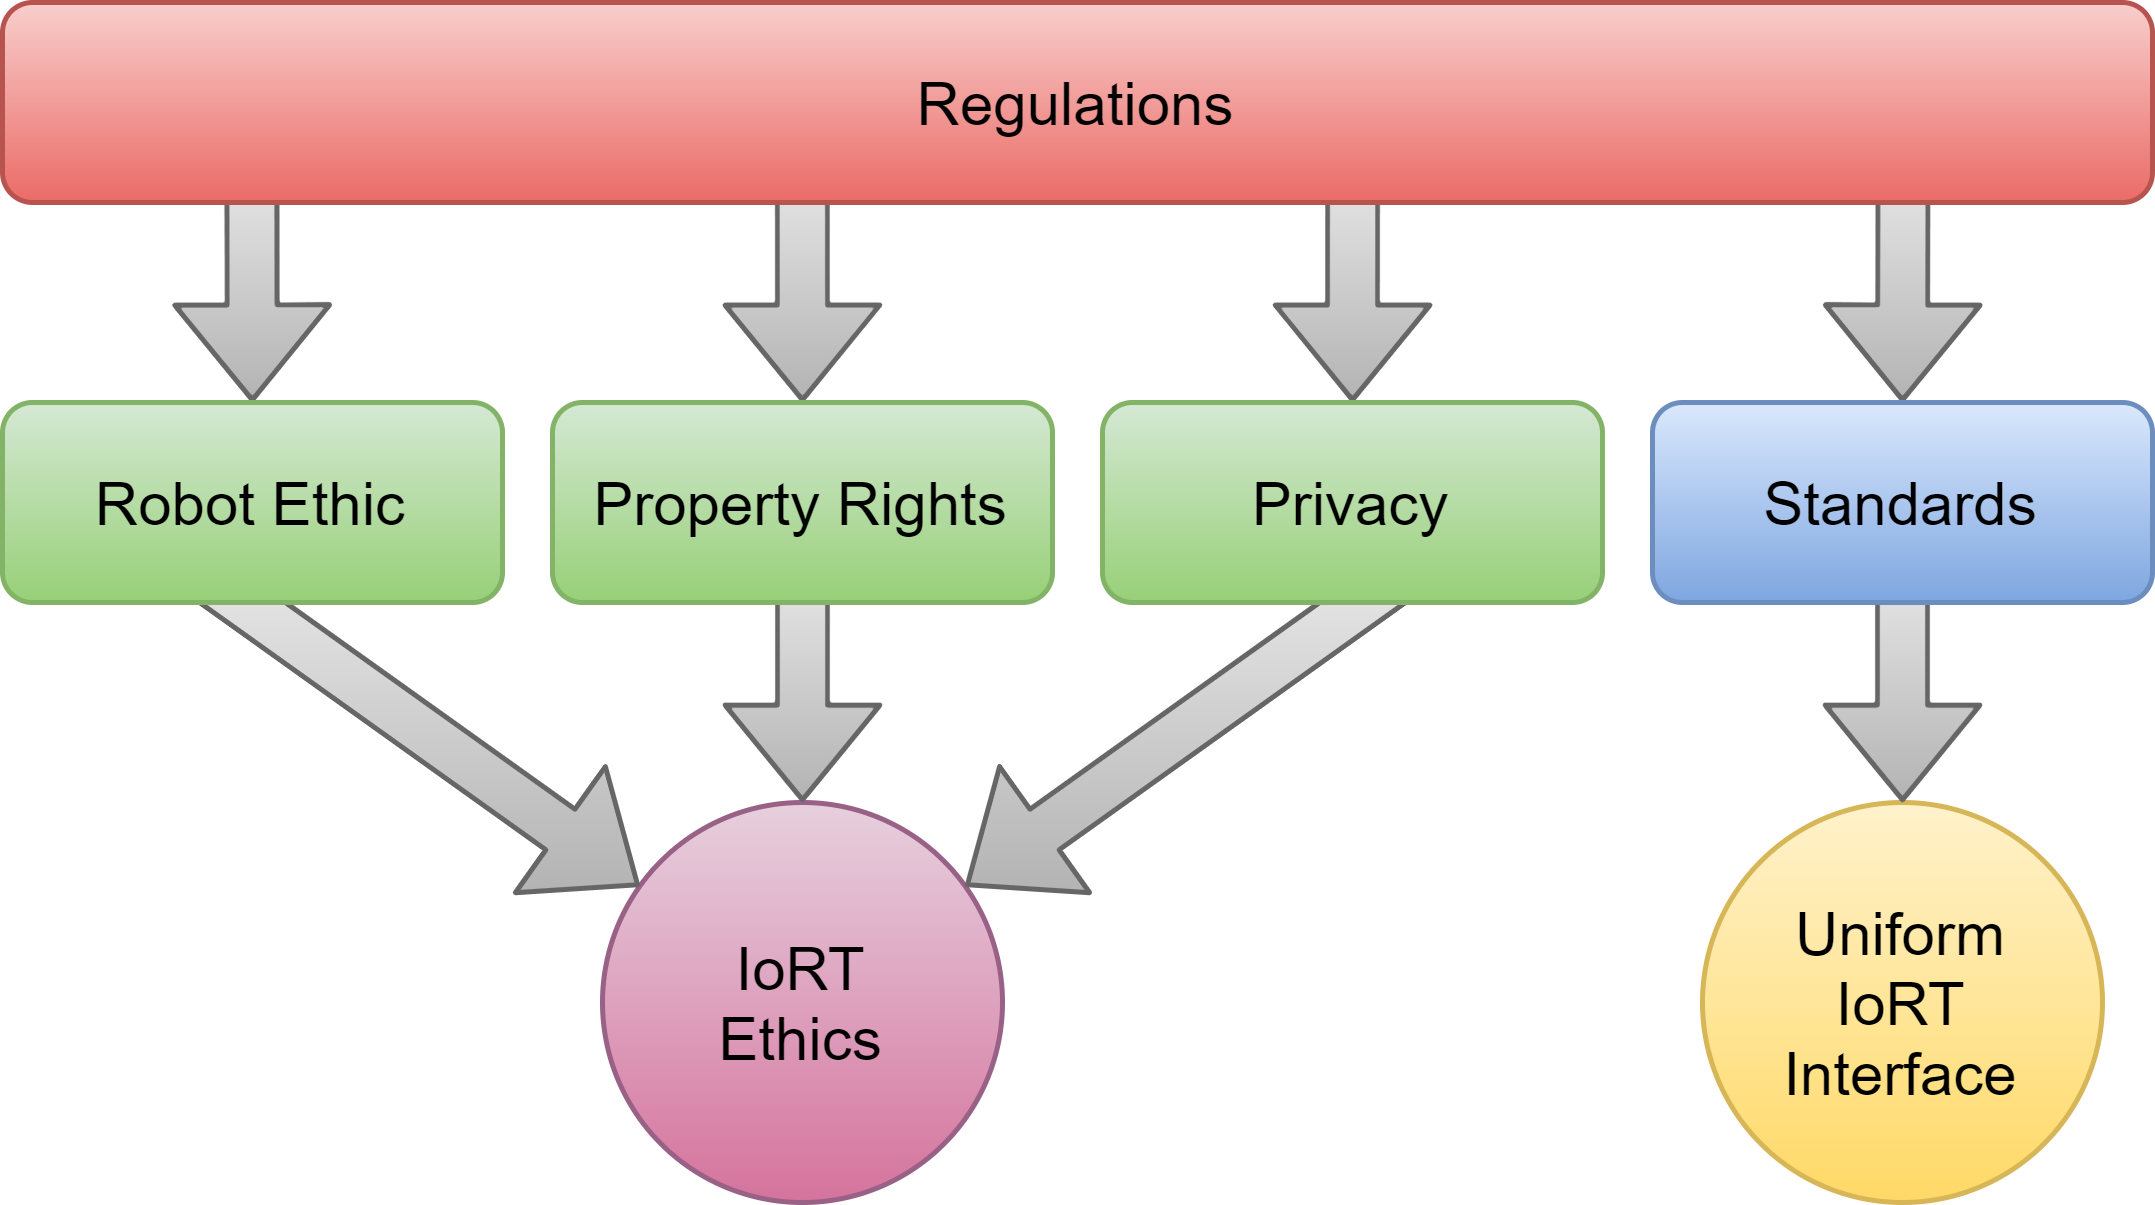 Regulations
Robot Ethic
Property Rights
Privacy
Standards
IoRT
Ethics
Uniform
IoRT
Interface